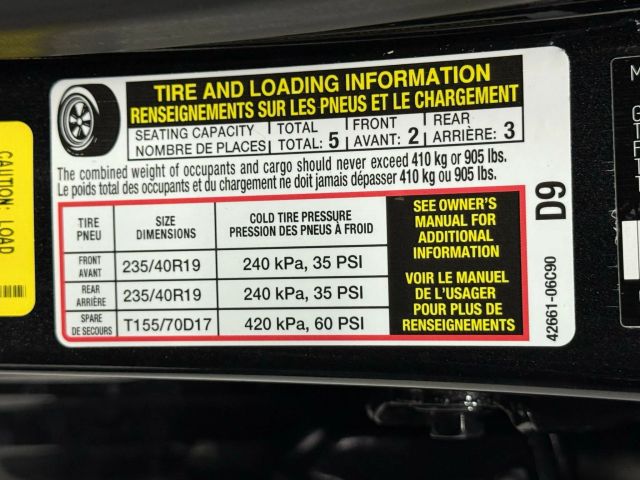 TIRE AND LOADING INFORMATION
RENSEIGNEMENTS SUR LES PNEUS ET LE CHARGEMENT
SEATING CAPACITY TOTAL FRONT REAR
NOMBRE DE PLACES TOTAL: 5 AVANT: 2 ARRIÈRE: 3
The combined weight of occupants and cargo should never exceed 410 kg or 905 lbs.
Le poids total des occupants et du chargement ne doit jamais dépasser 410 kg ou 905 lbs.
TIRE SIZE COLD TIRE PRESSURE
PNEU DIMENSIONS PRESSION DES PNEUS À FROID
FRONT
AVANT 235/40R19 240 kPa, 35 PSI
REAR
ARRIÈRE 235/40R19 240 kPa, 35 PSI
SPARE
DE SECOURS T155/70D17 420 kPa, 60 PSI
SEE OWNER'S
MANUAL FOR
ADDITIONAL
INFORMATION
VOIR LE MANUEL
DE L'USAGER
POUR PLUS DE
RENSEIGNEMENTS
D9
42661-06C90
CAUTION: LOAD